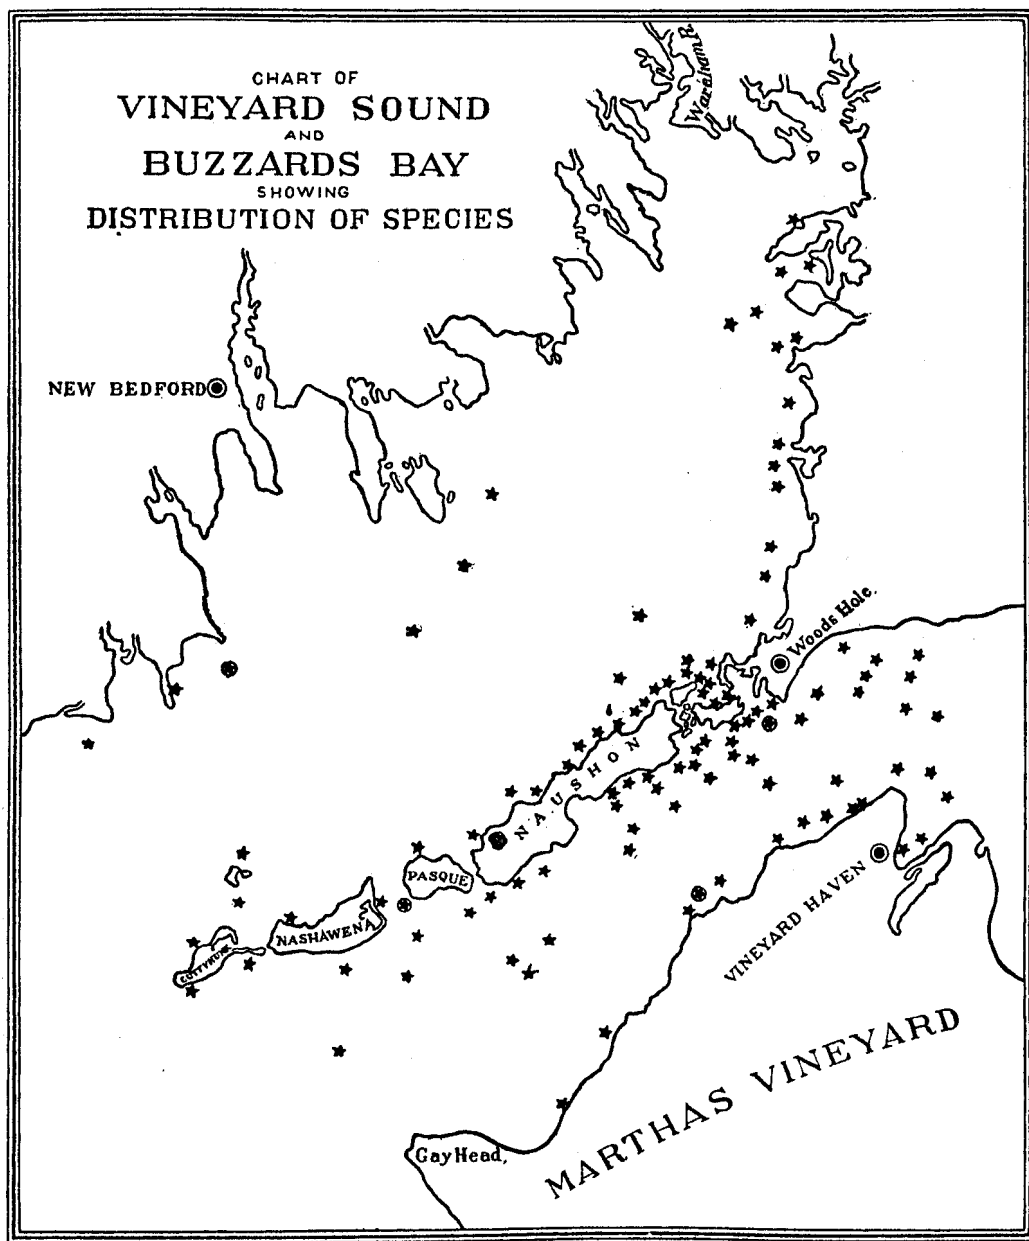 CHART OF
VINEYARD SOUND
AND
BUZZARDS BAY
SHOWING
DISTRIBUTION OF SPECIES
Wareham R.
NEW BEDFORD
Woods Hole.
NAUSHON
PASQUE
NASHAWENA
CUTTYHUNK
VINEYARD HAVEN
MARTHAS VINEYARD
Gay Head,